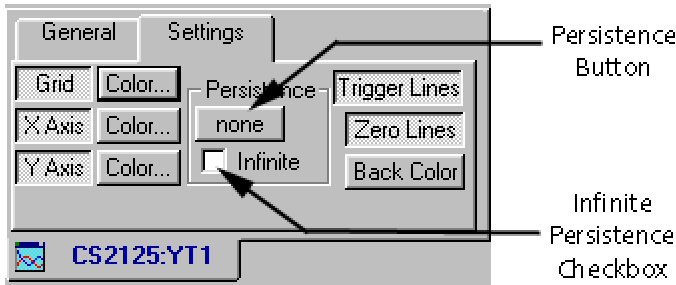 General Settings
Persistence
Button
Grid Color... Persistence Trigger Lines
X Axis Color... none Zero Lines
Y Axis Color... Infinite Back Color
Infinite
Persistence
Checkbox
CS2125:YT1